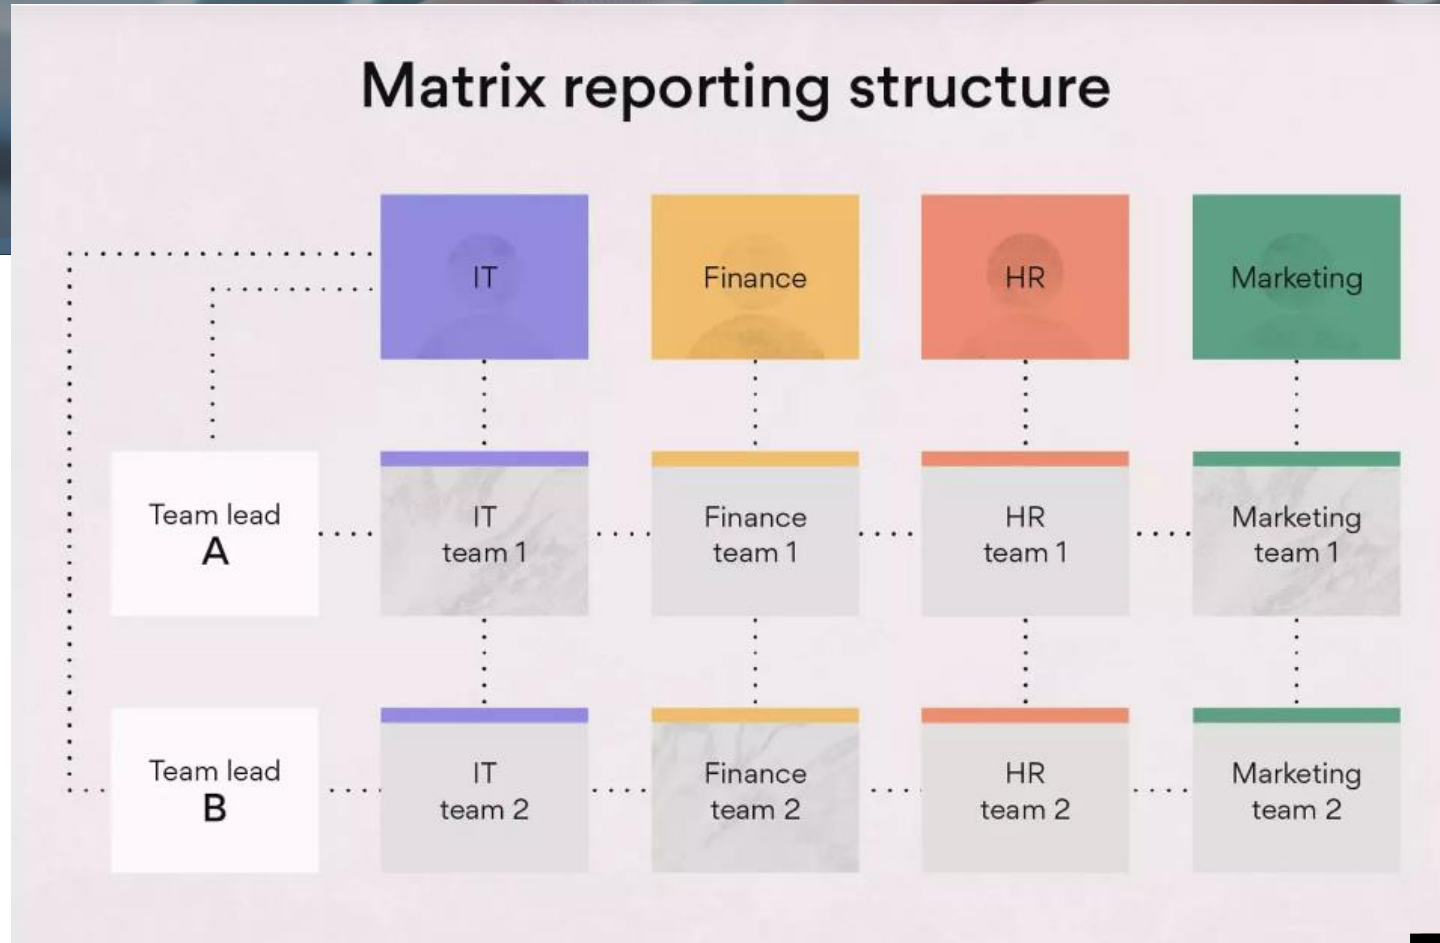 Matrix reporting structure
IT
Finance
HR
Marketing
Team lead
A
IT
team 1
Finance
team 1
HR
team 1
Marketing
team 1
Team lead
B
IT
team 2
Finance
team 2
HR
team 2
Marketing
team 2